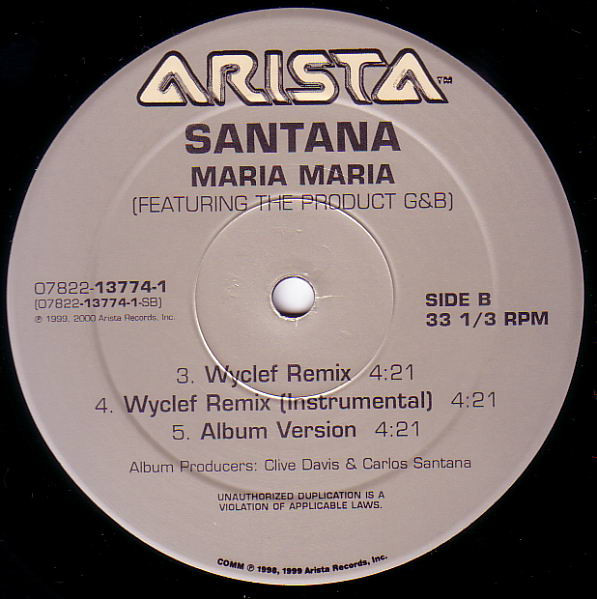 ARISTA™
SANTANA
MARIA MARIA
(FEATURING THE PRODUCT G&B)
07822-13774-1
(07822-13774-1-SB)
℗ 1999, 2000 Arista Records, Inc.
SIDE B
33 1/3 RPM
3. Wyclef Remix 4:21
4. Wyclef Remix (Instrumental) 4:21
5. Album Version 4:21
Album Producers: Clive Davis & Carlos Santana
UNAUTHORIZED DUPLICATION IS A
VIOLATION OF APPLICABLE LAWS.
COMM ℗ 1998, 1999 Arista Records, Inc.